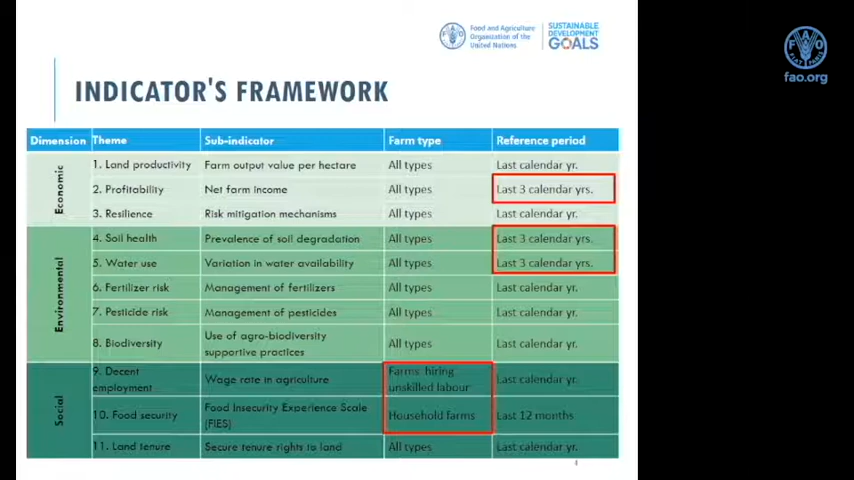 Food and Agriculture
Organization of the
United Nations
SUSTAINABLE
DEVELOPMENT
GOALS
fao.org
INDICATOR'S FRAMEWORK
Dimension Theme Sub-indicator Farm type Reference period
Economic
1. Land productivity Farm output value per hectare All types Last calendar yr.
2. Profitability Net farm income All types Last 3 calendar yrs.
3. Resilience Risk mitigation mechanisms All types Last calendar yr.
Environmental
4. Soil health Prevalence of soil degradation All types Last 3 calendar yrs.
5. Water use Variation in water availability All types Last 3 calendar yrs.
6. Fertilizer risk Management of fertilizers All types Last calendar yr.
7. Pesticide risk Management of pesticides All types Last calendar yr.
8. Biodiversity Use of agro-biodiversity
supportive practices All types Last calendar yr.
Social
9. Decent
employment Wage rate in agriculture Farms hiring
unskilled labour Last calendar yr.
10. Food security Food Insecurity Experience Scale
(FIES) Household farms Last 12 months
11. Land tenure Secure tenure rights to land All types Last calendar yr.